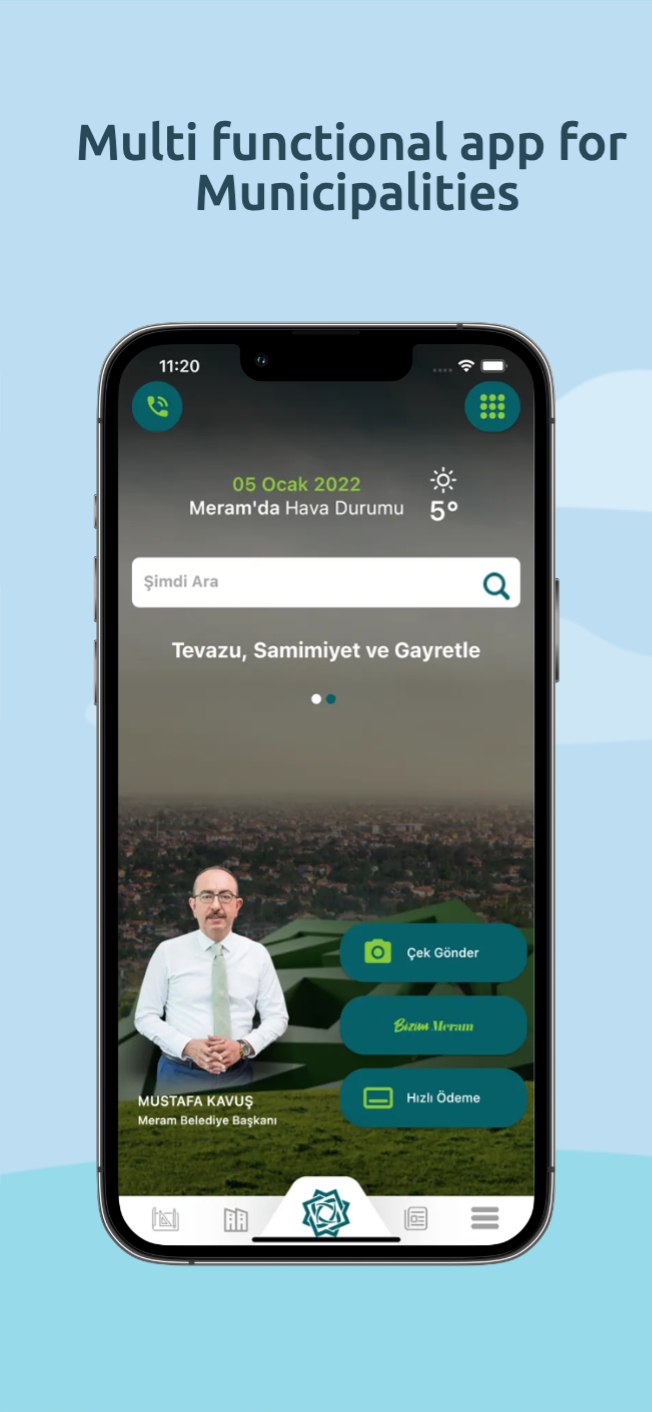 Multi functional app for
Municipalities
11:20
05 Ocak 2022
Meram'da Hava Durumu
5°
Şimdi Ara
Tevazu, Samimiyet ve Gayretle
Çek Gönder
Bizim Meram
MUSTAFA KAVUŞ
Meram Belediye Başkanı
Hızlı Ödeme